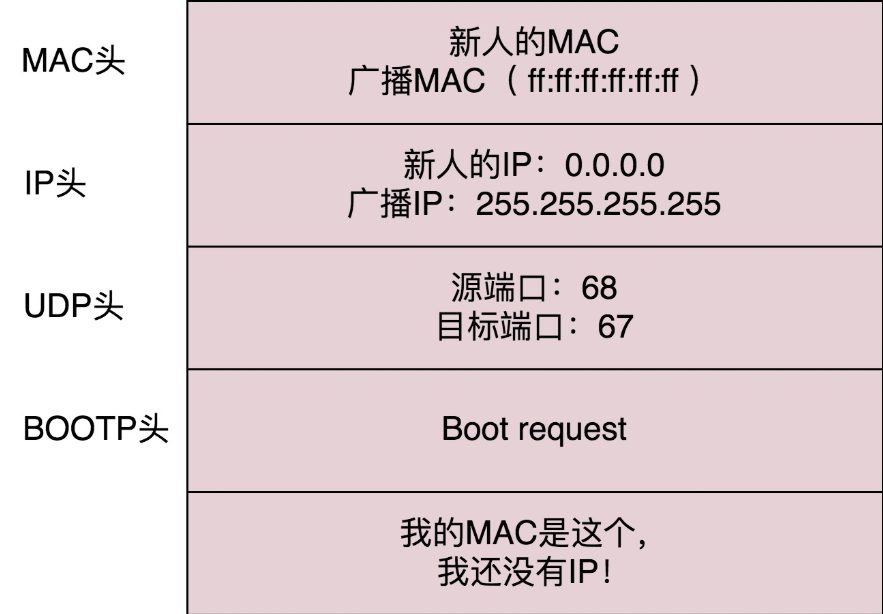 MAC头
新人的MAC
广播MAC（ff:ff:ff:ff:ff:ff）
IP头
新人的IP：0.0.0.0
广播IP：255.255.255.255
UDP头
源端口：68
目标端口：67
BOOTP头
Boot request
我的MAC是这个，
我还没有IP！